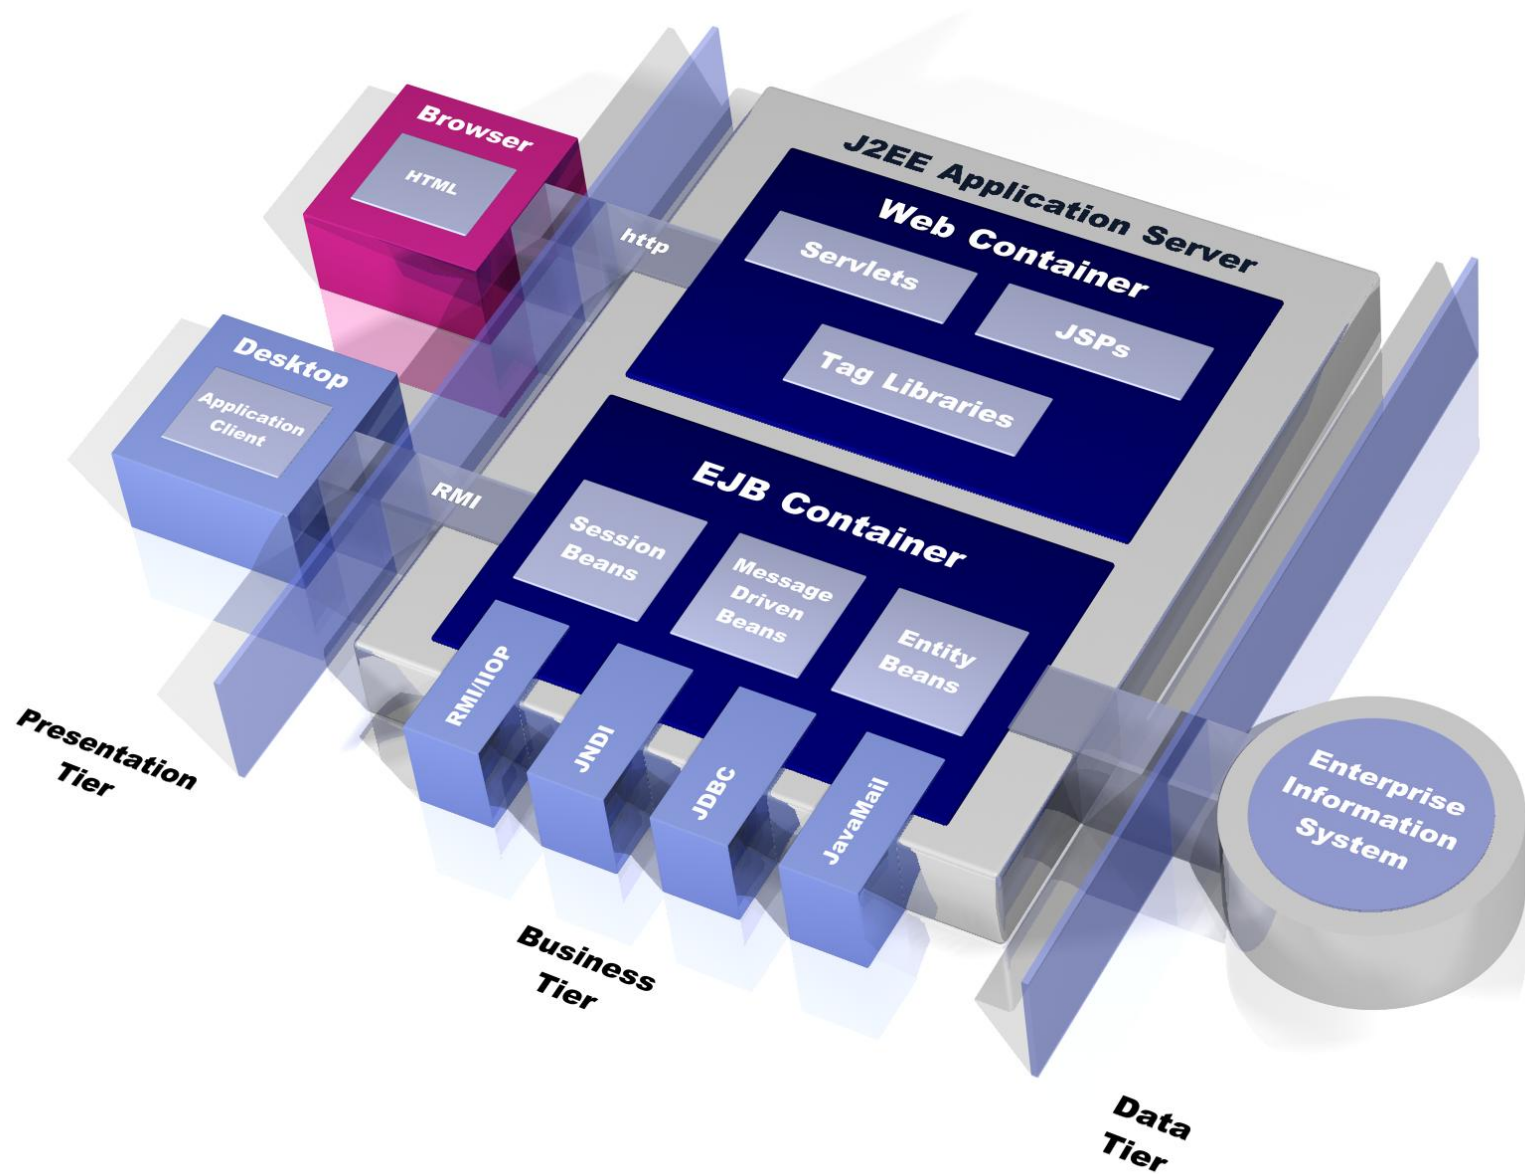 Browser
HTML
http
Desktop
Application
Client
RMI
J2EE Application Server
Web Container
Servlets
JSPs
Tag Libraries
EJB Container
Session
Beans
Message
Driven
Beans
Entity
Beans
RMI/IIOP
JNDI
JDBC
JavaMail
Enterprise
Information
System
Presentation
Tier
Business
Tier
Data
Tier